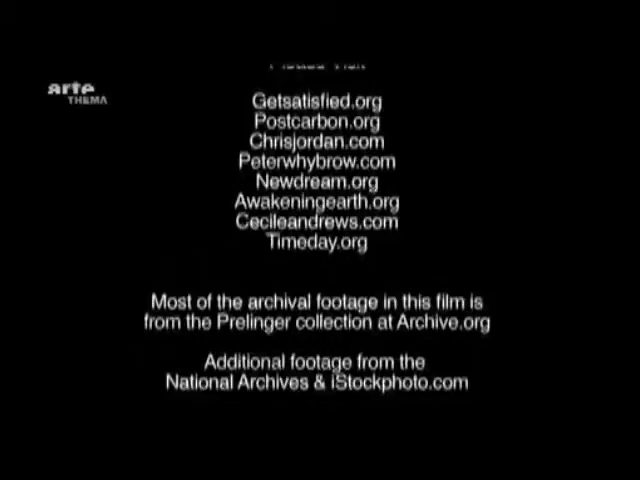 arte
THEMA
Getsatisfied.org
Postcarbon.org
Chrisjordan.com
Peterwhybrow.com
Newdream.org
Awakeningearth.org
Cecileandrews.com
Timeday.org
Most of the archival footage in this film is
from the Prelinger collection at Archive.org
Additional footage from the
National Archives & iStockphoto.com